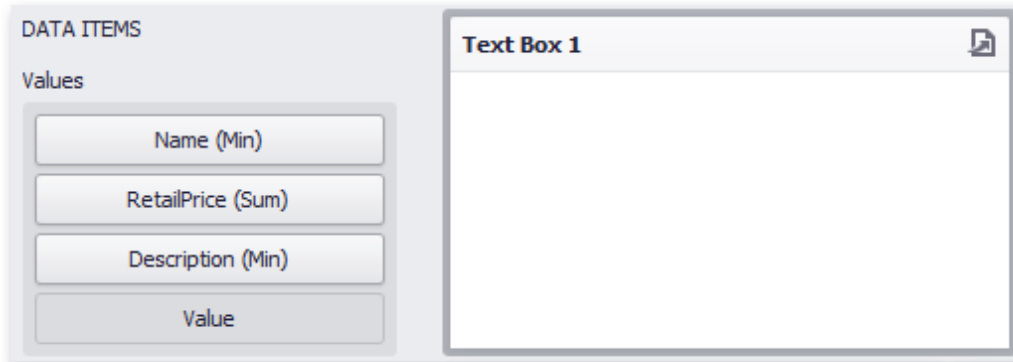 DATA ITEMS
Values
Name (Min)
RetailPrice (Sum)
Description (Min)
Value
Text Box 1